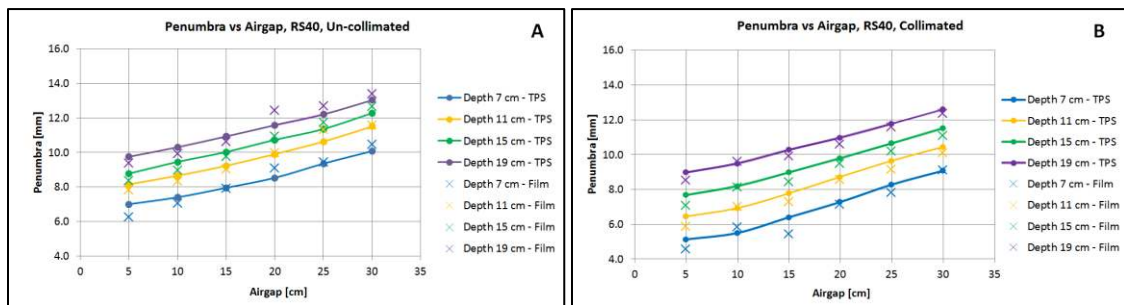 Penumbra vs Airgap, RS40, Un-collimated
A
16.0
14.0
12.0
10.0
8.0
6.0
4.0
Penumbra [mm]
0 5 10 15 20 25 30 35
Airgap [cm]
Depth 7 cm - TPS
Depth 11 cm - TPS
Depth 15 cm - TPS
Depth 19 cm - TPS
Depth 7 cm - Film
Depth 11 cm - Film
Depth 15 cm - Film
Depth 19 cm - Film
Penumbra vs Airgap, RS40, Collimated
B
16.0
14.0
12.0
10.0
8.0
6.0
4.0
Penumbra [mm]
0 5 10 15 20 25 30 35
Airgap [cm]
Depth 7 cm - TPS
Depth 11 cm - TPS
Depth 15 cm - TPS
Depth 19 cm - TPS
Depth 7 cm - Film
Depth 11 cm - Film
Depth 15 cm - Film
Depth 19 cm - Film